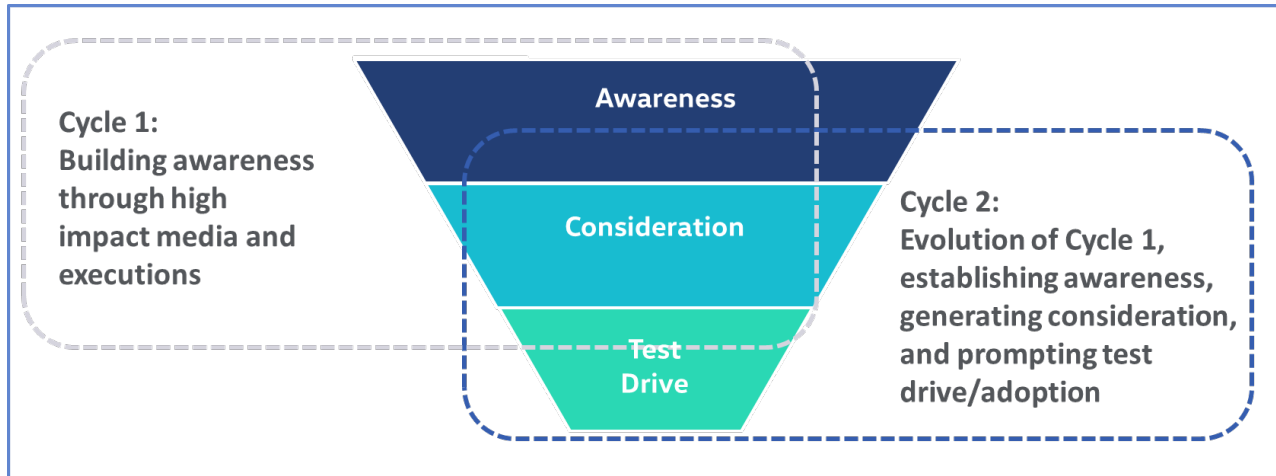 Cycle 1:
Building awareness
through high
impact media and
executions
Awareness
Consideration
Test
Drive
Cycle 2:
Evolution of Cycle 1,
establishing awareness,
generating consideration,
and prompting test
drive/adoption